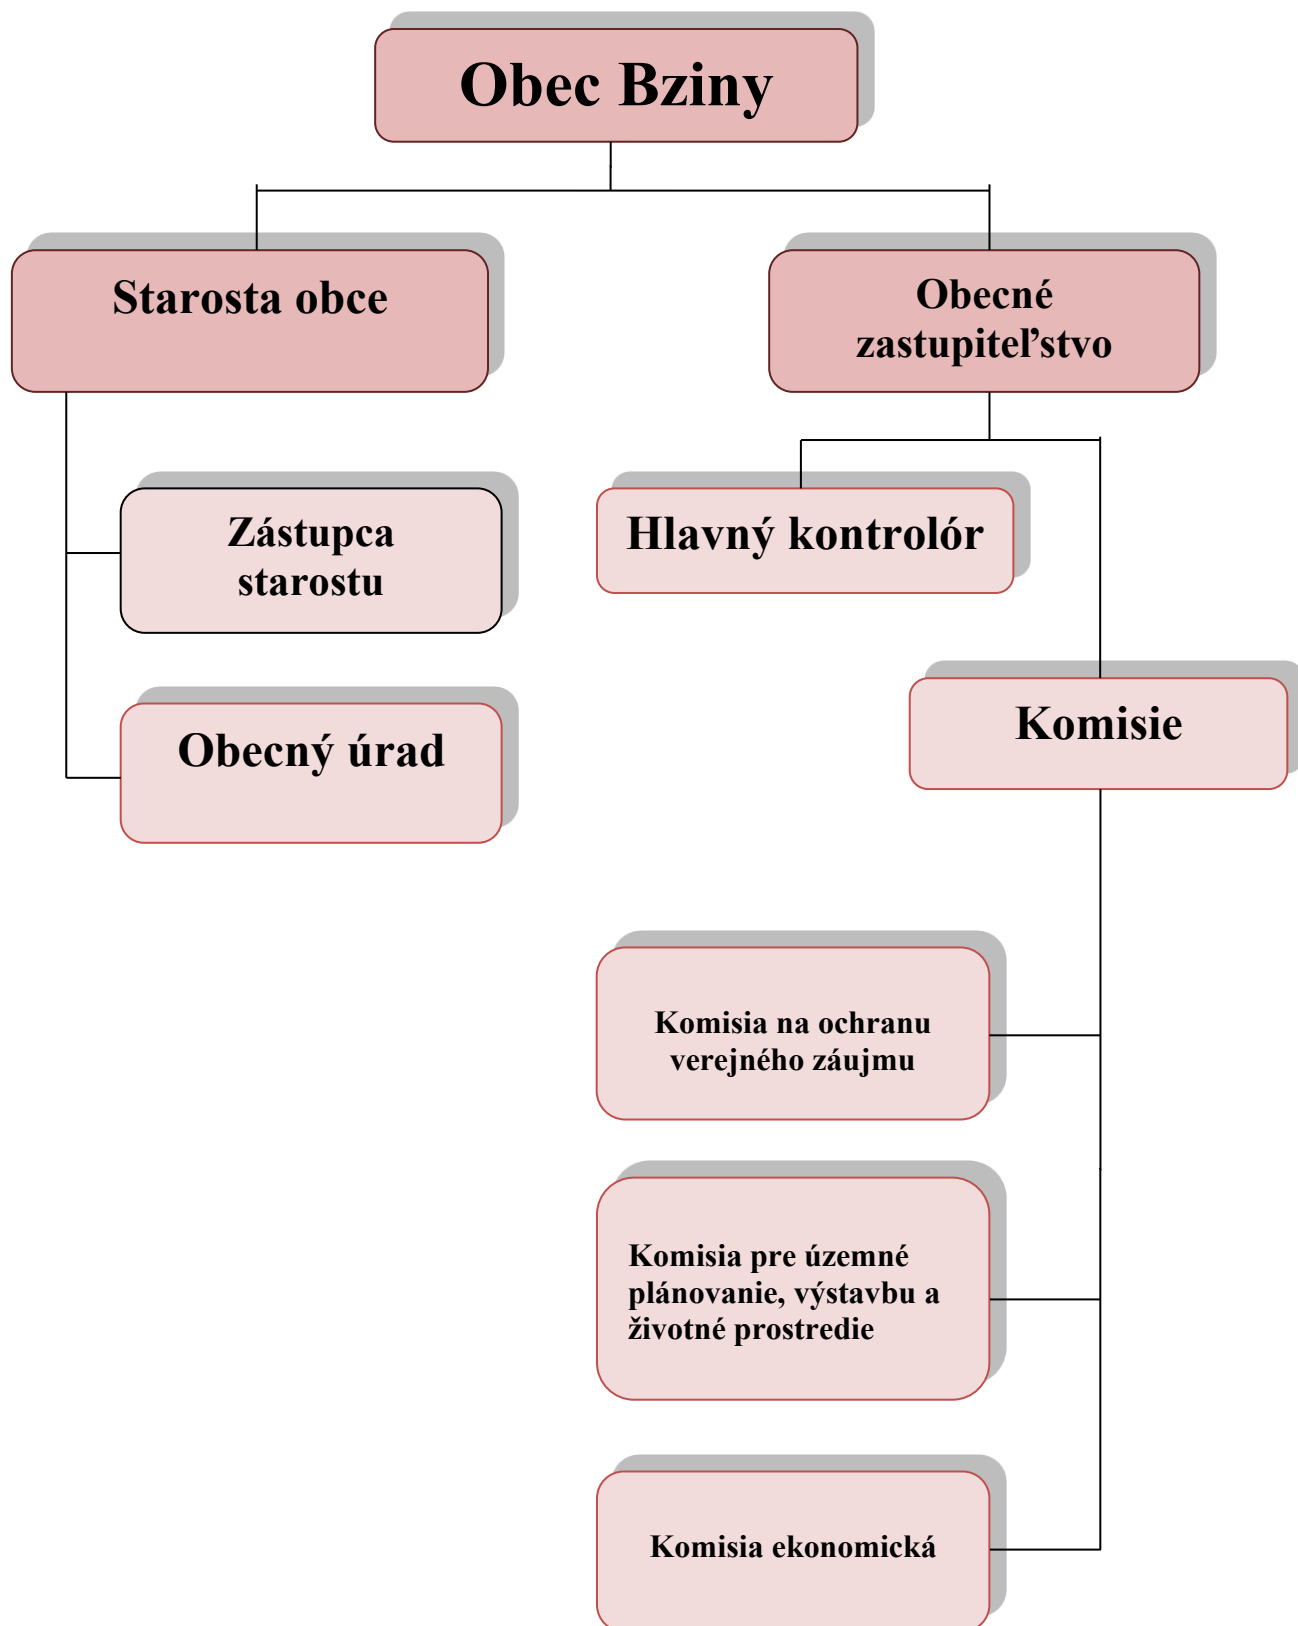 Obec Bziny
Starosta obce
Obecné
zastupiteľstvo
Zástupca
starostu
Hlavný kontrolór
Obecný úrad
Komisie
Komisia na ochranu
verejného záujmu
Komisia pre územné
plánovanie, výstavbu a
životné prostredie
Komisia ekonomická